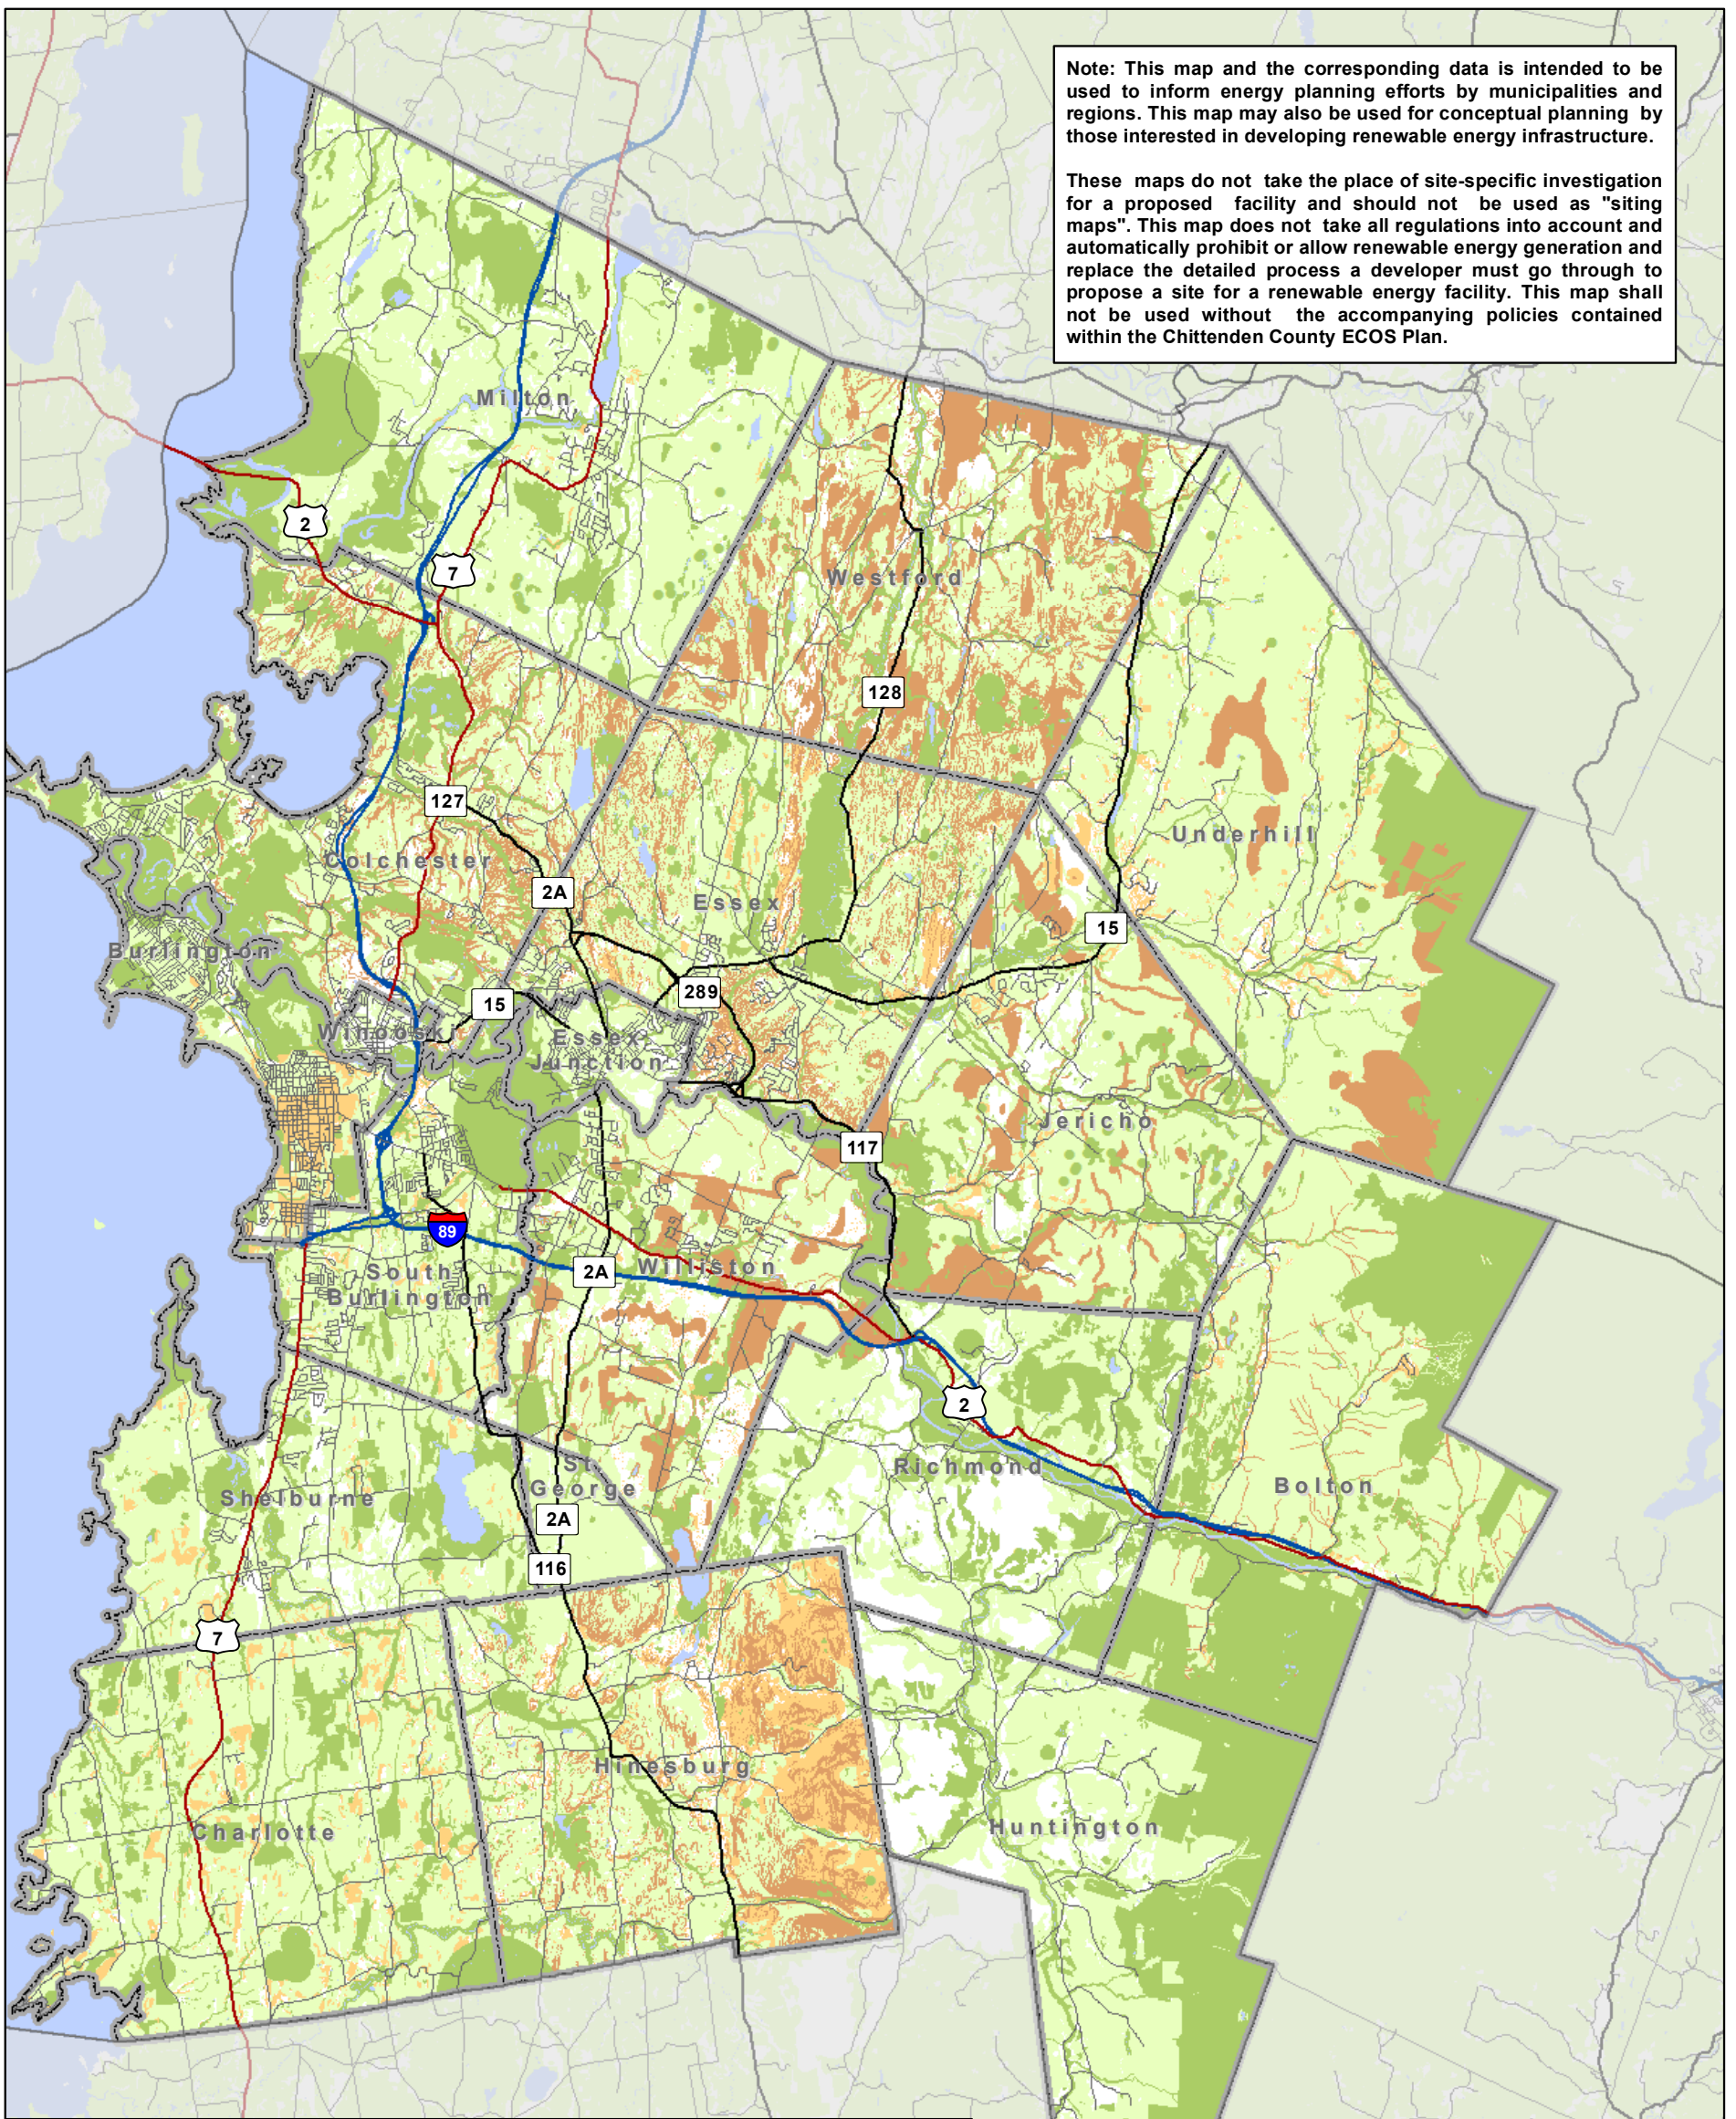 Note: This map and the corresponding data is intended to be
used to inform energy planning efforts by municipalities and
regions. This map may also be used for conceptual planning by
those interested in developing renewable energy infrastructure.
These maps do not take the place of site-specific investigation
for a proposed facility and should not be used as "siting
maps". This map does not take all regulations into account and
automatically prohibit or allow renewable energy generation and
replace the detailed process a developer must go through to
propose a site for a renewable energy facility. This map shall
not be used without the accompanying policies contained
within the Chittenden County ECOS Plan.
Milton
2
7
Westford
128
127
Underhill
Colchester
2A
Essex
15
Burlington
289
15
Winooski
Essex
Junction
Jericho
117
89
South
Burlington
2A
Williston
2
St
George
Richmond
Bolton
Shelburne
2A
116
7
Hinesburg
Charlotte
Huntington